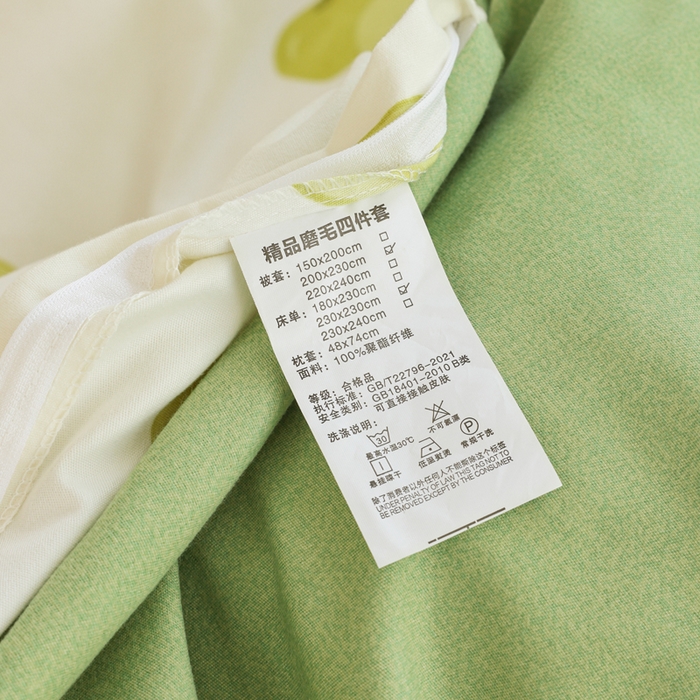 精品磨毛四件套
被套：150x200cm □
200x230cm ☑
220x240cm □
床单：180x230cm □
230x230cm ☑
230x240cm □
枕套：48x74cm
面料：100%聚酯纤维
等级：合格品
执行标准：GB/T22796-2021
安全类别：GB18401-2010 B类
可直接接触皮肤
洗涤说明：
30 P
最高水温30℃ 不可氯漂 常规干洗
悬挂晾干 低温熨烫
除了消费者以外任何人不能剪除这个标签
UNDER PENALTY OF LAW THIS TAG NOT TO
BE REMOVED EXCEPT BY THE CONSUMER